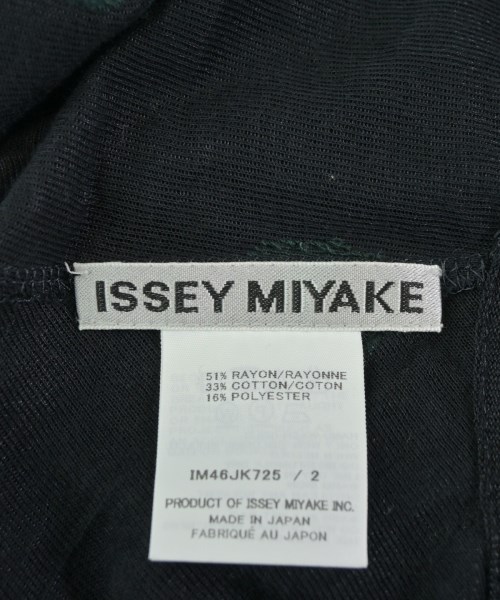 ISSEY MIYAKE
51% RAYON/RAYONNE
33% COTTON/COTON
16% POLYESTER
IM46JK725 / 2
PRODUCT OF ISSEY MIYAKE INC.
MADE IN JAPAN
FABRIQUÉ AU JAPON